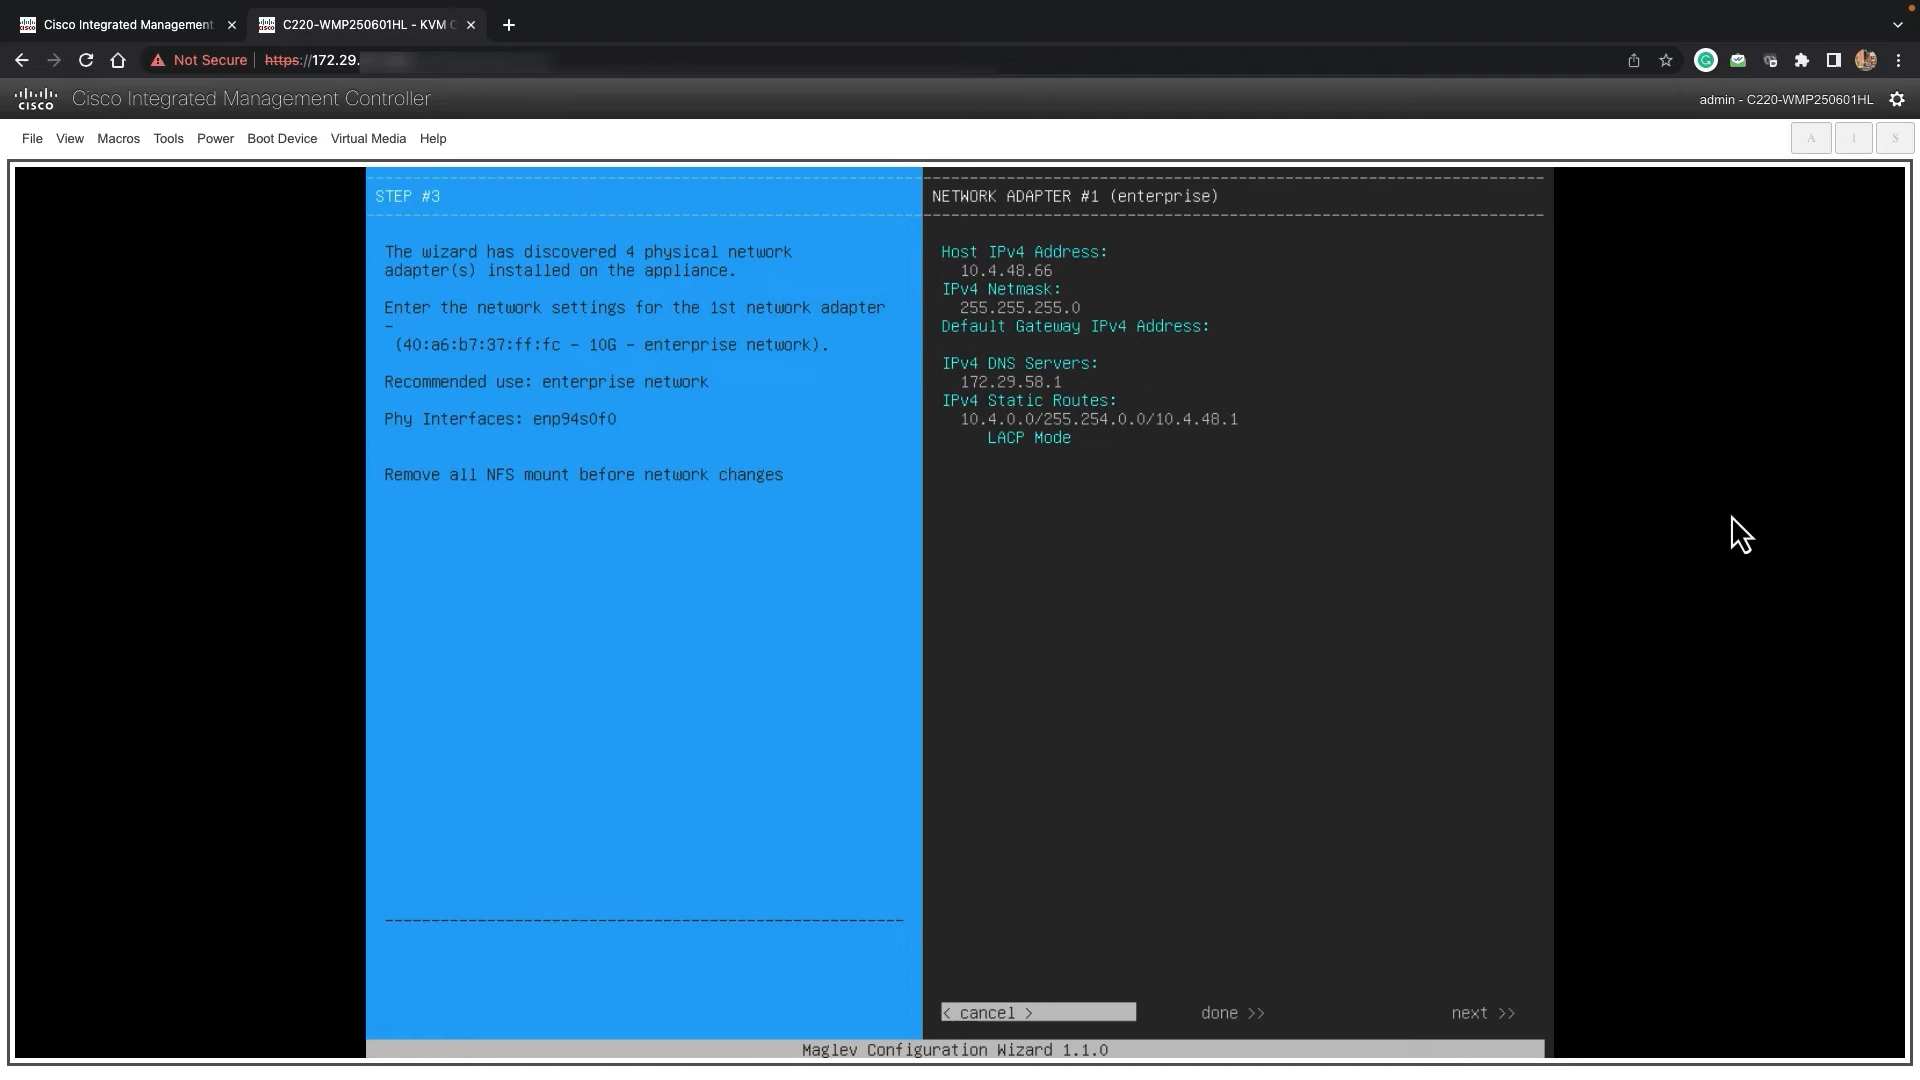 Cisco Integrated Management
C220-WMP250601HL - KVM C
Not Secure
https://172.29.
cisco
Cisco Integrated Management Controller
admin - C220-WMP250601HL
File View Macros Tools Power Boot Device Virtual Media Help
A 1 S
STEP #3
The wizard has discovered 4 physical network
adapter(s) installed on the appliance.
Enter the network settings for the 1st network adapter
-
(40:a6:b7:37:ff:fc - 10G - enterprise network).
Recommended use: enterprise network
Phy Interfaces: enp94s0f0
Remove all NFS mount before network changes
NETWORK ADAPTER #1 (enterprise)
Host IPv4 Address:
10.4.48.66
IPv4 Netmask:
255.255.255.0
Default Gateway IPv4 Address:
IPv4 DNS Servers:
172.29.58.1
IPv4 Static Routes:
10.4.0.0/255.254.0.0/10.4.48.1
LACP Mode
< cancel > done >> next >>
Maglev Configuration Wizard 1.1.0